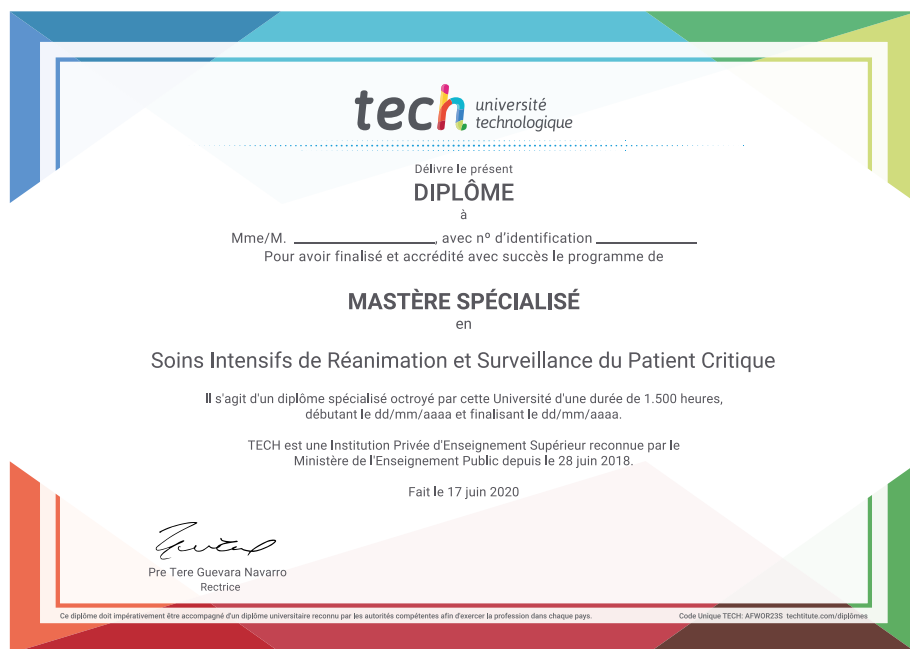 tech université
technologique
Délivre le présent
DIPLÔME
à
Mme/M. ____________________, avec nº d'identification ______________
Pour avoir finalisé et accrédité avec succès le programme de
MASTÈRE SPÉCIALISÉ
en
Soins Intensifs de Réanimation et Surveillance du Patient Critique
Il s'agit d'un diplôme spécialisé octroyé par cette Université d'une durée de 1.500 heures,
débutant le dd/mm/aaaa et finalisant le dd/mm/aaaa.
TECH est une Institution Privée d'Enseignement Supérieur reconnue par le
Ministère de l'Enseignement Public depuis le 28 juin 2018.
Fait le 17 juin 2020
Pre Tere Guevara Navarro
Rectrice
Ce diplôme doit impérativement être accompagné d'un diplôme universitaire reconnu par les autorités compétentes afin d'exercer la profession dans chaque pays.
Code Unique TECH: AFWOR23S techtitute.com/diplômes